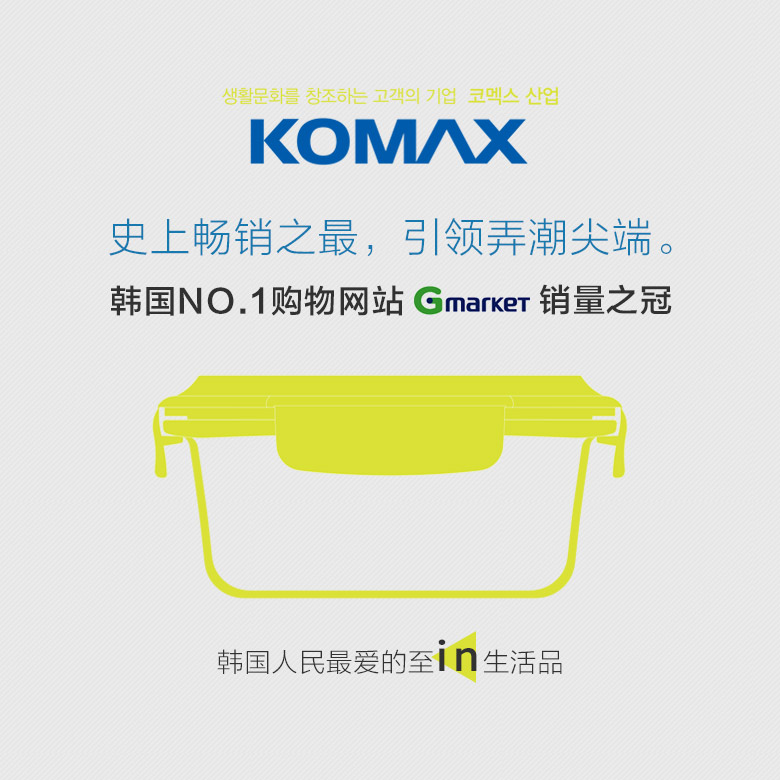 생활문화를 창조하는 고객의 기업 코멕스 산업
KOMAX
史上畅销之最，引领弄潮尖端。
韩国NO.1购物网站 Gmarket 销量之冠
韩国人民最爱的至in生活品